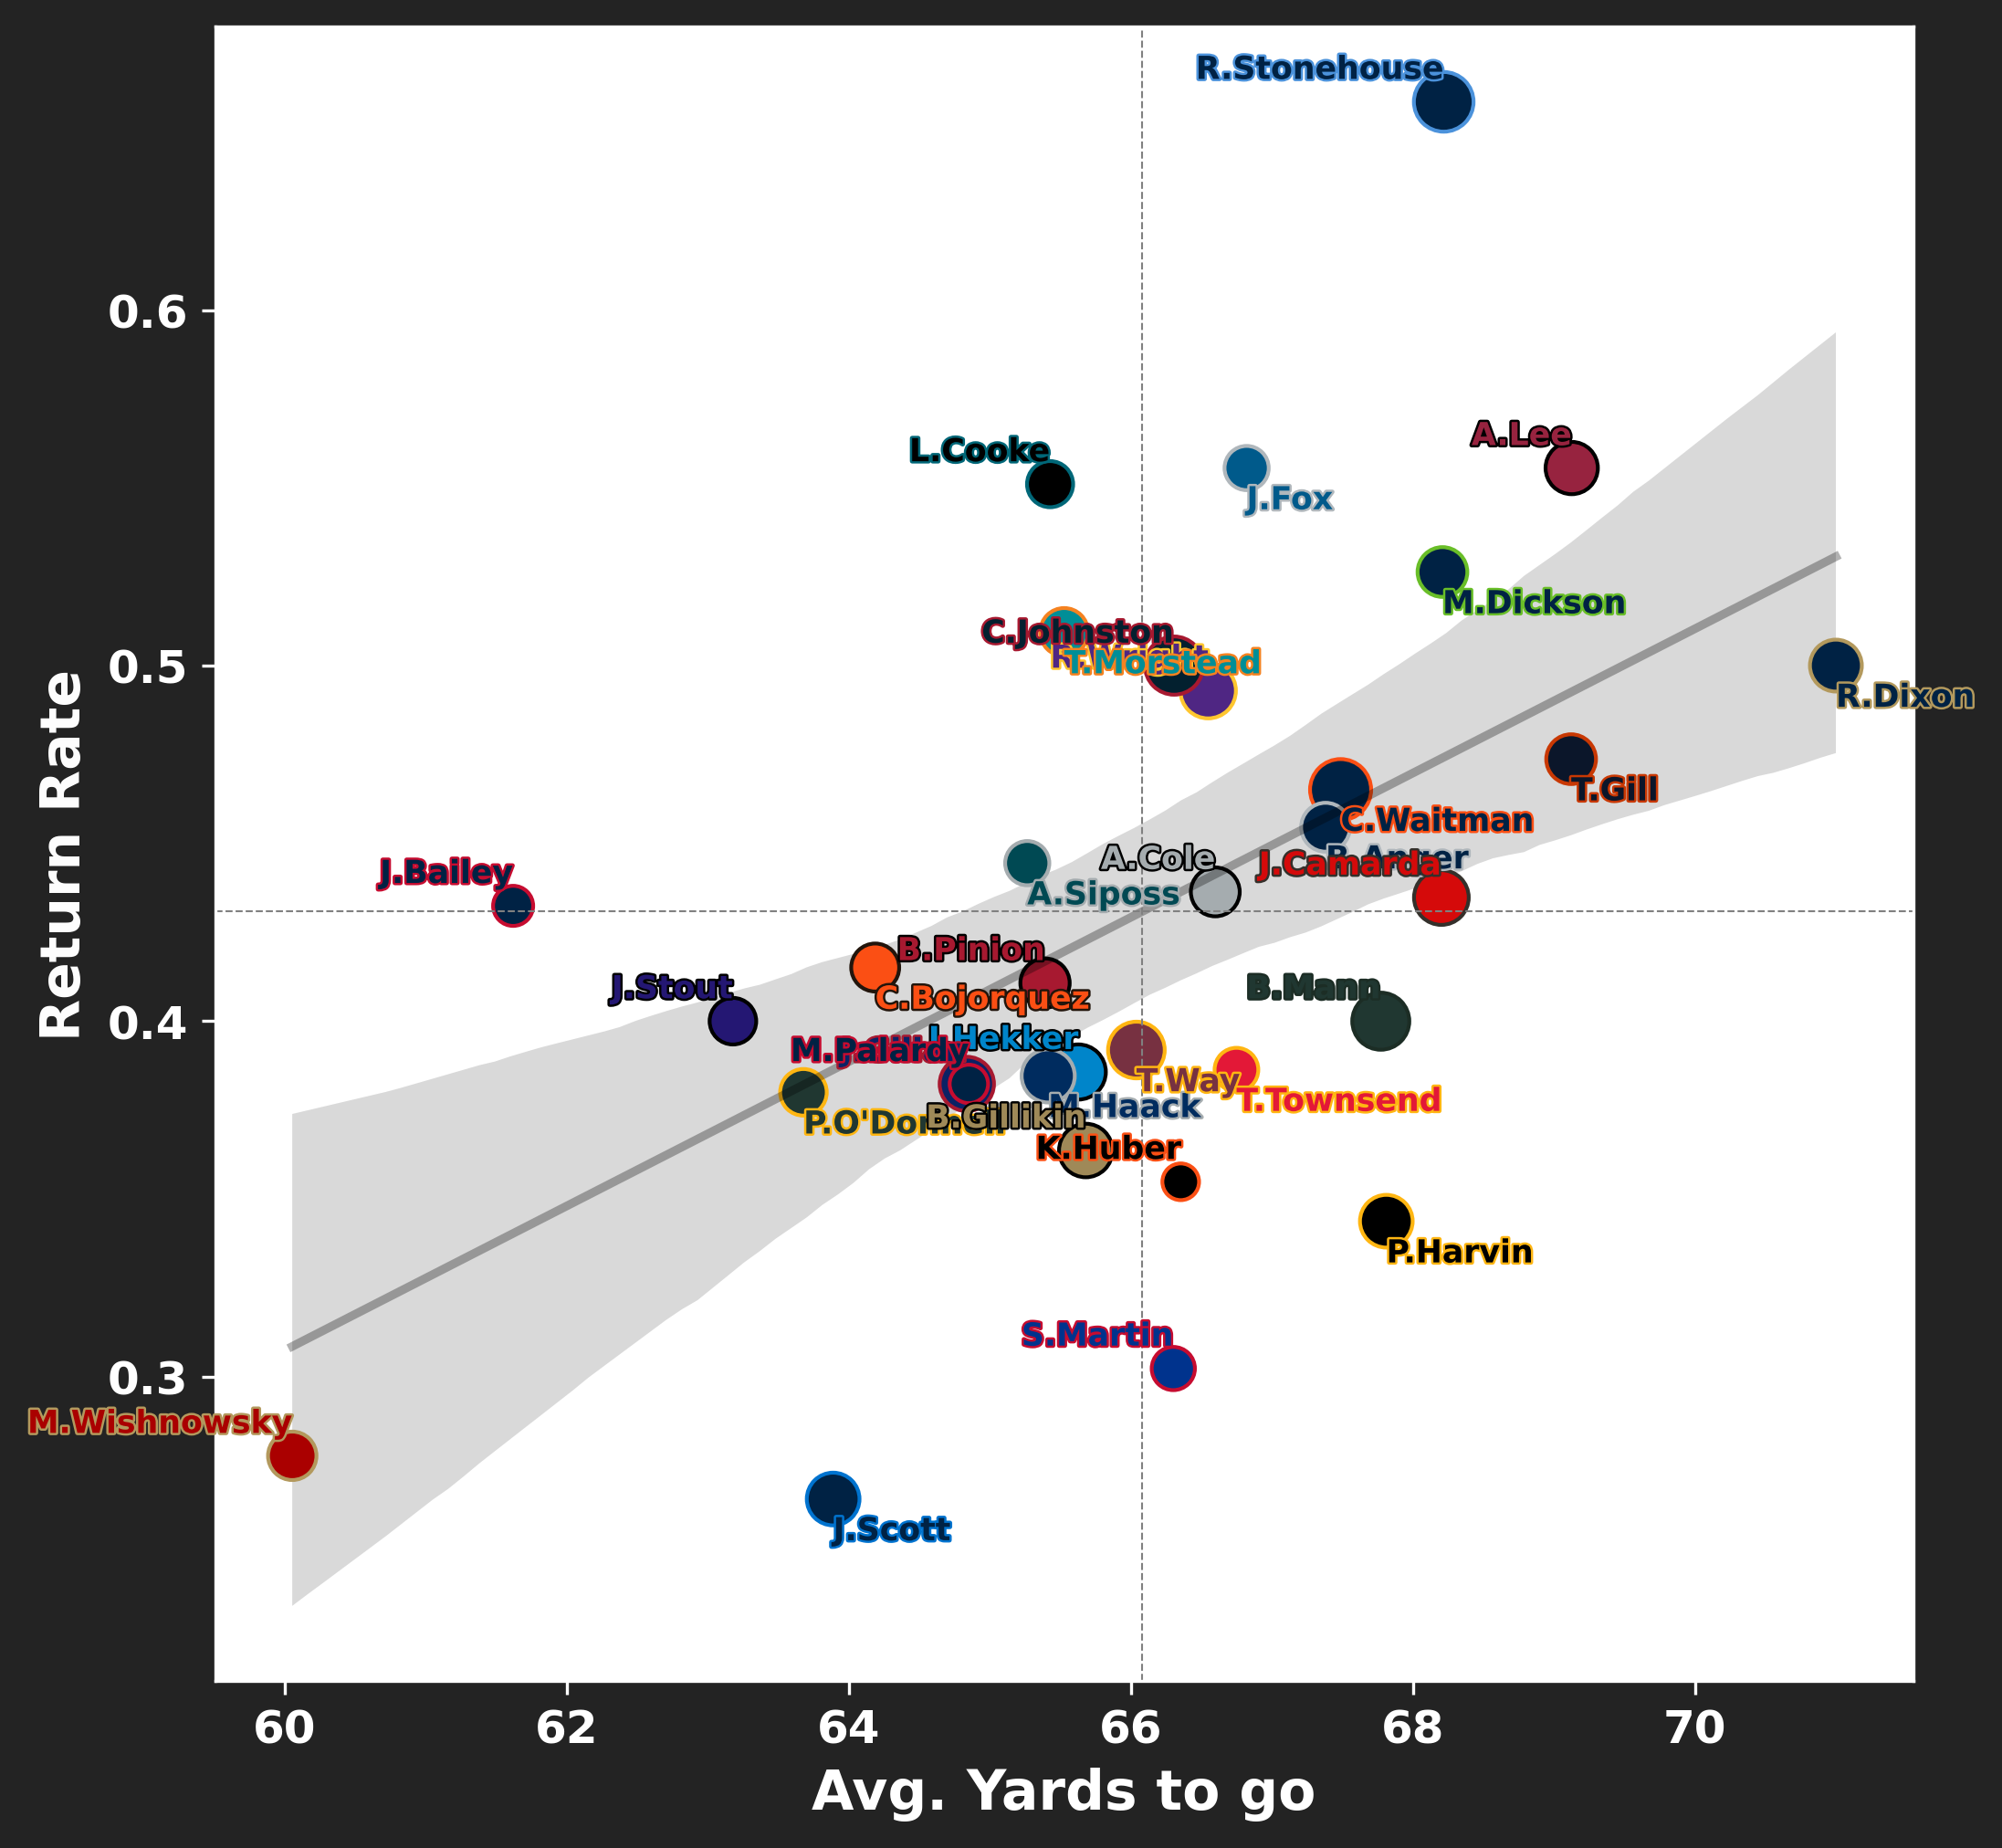 R.Stonehouse
0.6
A.Lee
L.Cooke
J.Fox
M.Dickson
C.Johnston
T.Morstead
0.5
R.Dixon
T.Gill
C.Waitman
A.Cole
J.Camarda
J.Bailey
A.Siposs
B.Pinion
J.Stout
C.Bojorquez
B.Mann
0.4
J.Hekker
M.Palardy
T.Way
T.Townsend
M.Haack
B.Gillikin
K.Huber
P.Harvin
S.Martin
0.3
M.Wishnowsky
J.Scott
Return Rate
60 62 64 66 68 70
Avg. Yards to go